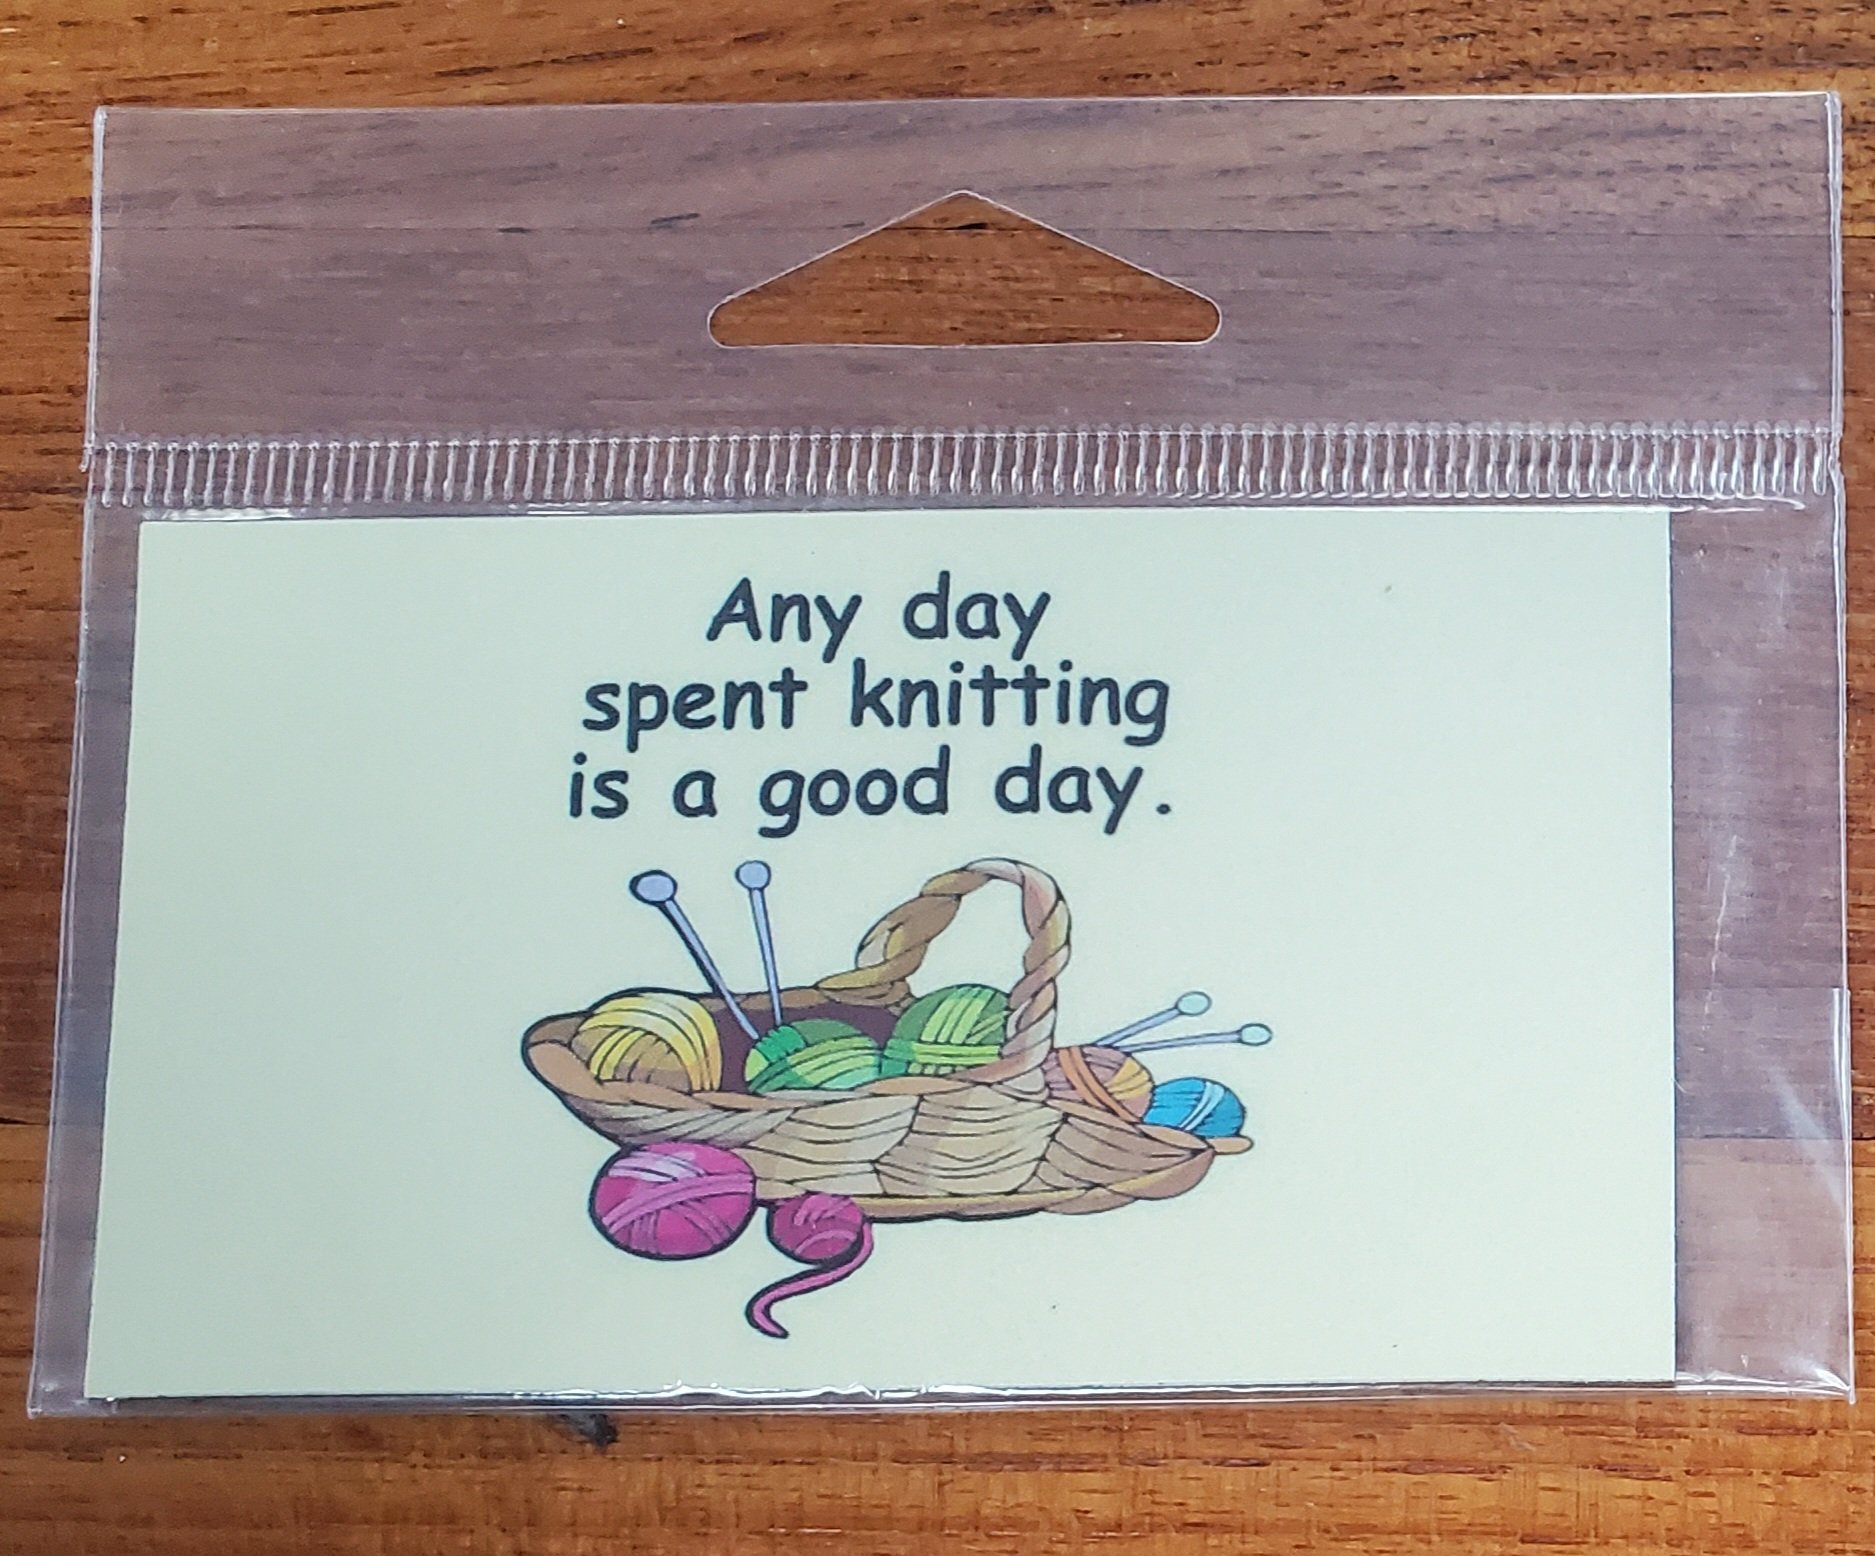 Any day
spent knitting
is a good day.